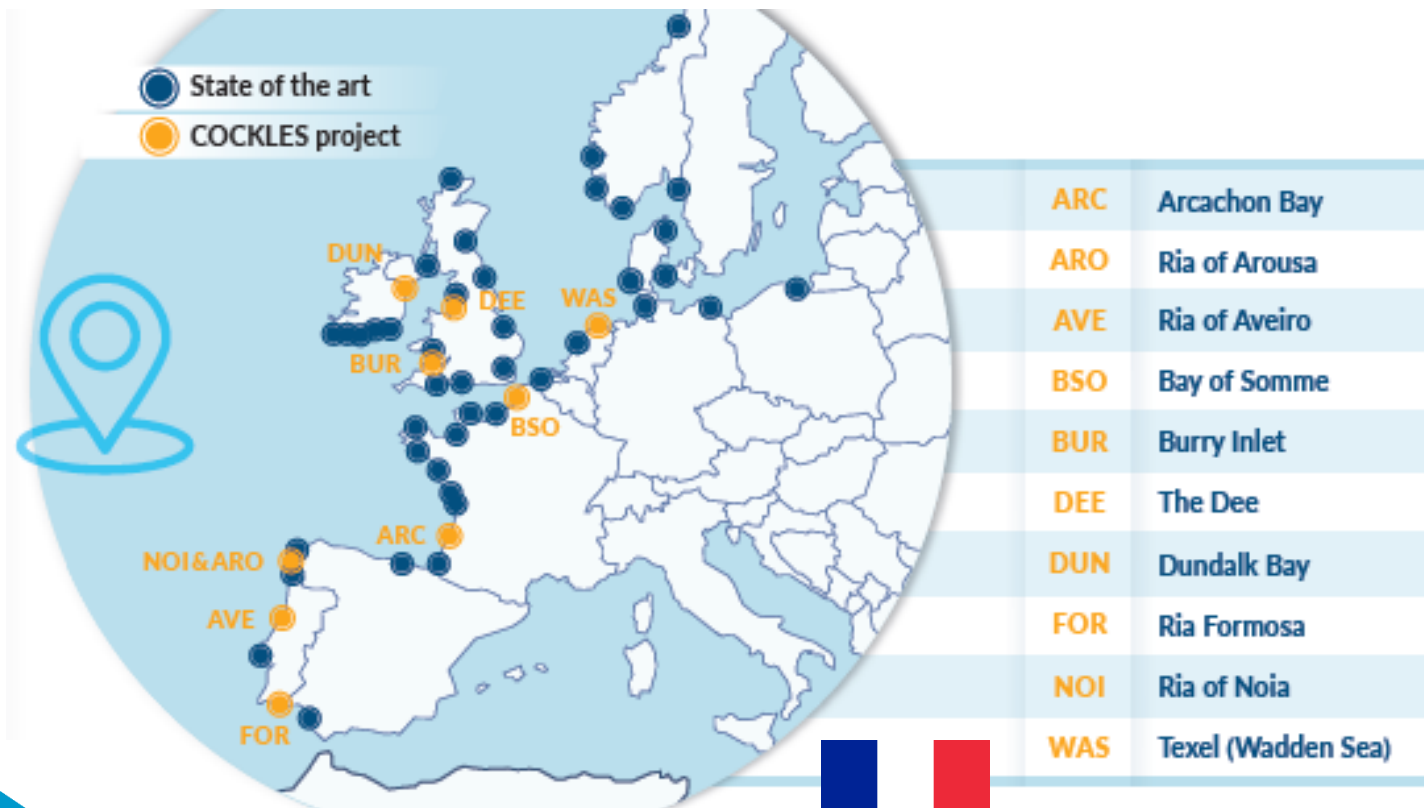 State of the art
COCKLES project
DUN
DEE
WAS
BUR
BSO
ARC
NOI&ARO
AVE
FOR
ARC Arcachon Bay
ARO Ria of Arousa
AVE Ria of Aveiro
BSO Bay of Somme
BUR Burry Inlet
DEE The Dee
DUN Dundalk Bay
FOR Ria Formosa
NOI Ria of Noia
WAS Texel (Wadden Sea)